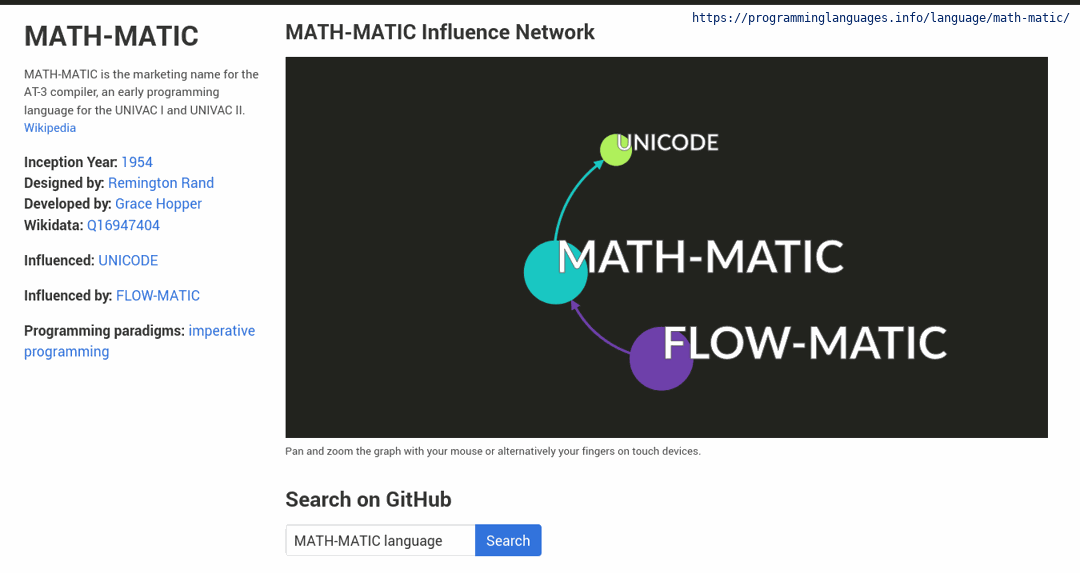 https://programminglanguages.info/language/math-matic/
MATH-MATIC
MATH-MATIC is the marketing name for the
AT-3 compiler, an early programming
language for the UNIVAC I and UNIVAC II.
Wikipedia
Inception Year: 1954
Designed by: Remington Rand
Developed by: Grace Hopper
Wikidata: Q16947404
Influenced: UNICODE
Influenced by: FLOW-MATIC
Programming paradigms: imperative
programming
MATH-MATIC Influence Network
UNICODE
MATH-MATIC
FLOW-MATIC
Pan and zoom the graph with your mouse or alternatively your fingers on touch devices.
Search on GitHub
MATH-MATIC language
Search